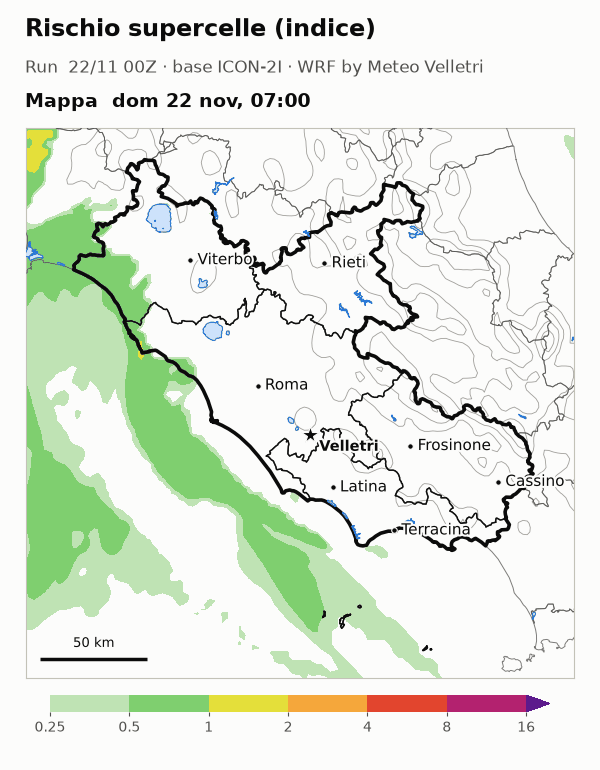 Rischio supercelle (indice)
Run  22/11 00Z · base ICON-2I · WRF by Meteo Velletri
Mappa  dom 22 nov, 07:00
Viterbo
Rieti
Roma
Velletri
Frosinone
Cassino
Latina
Terracina
50 km
0.25 0.5 1 2 4 8 16